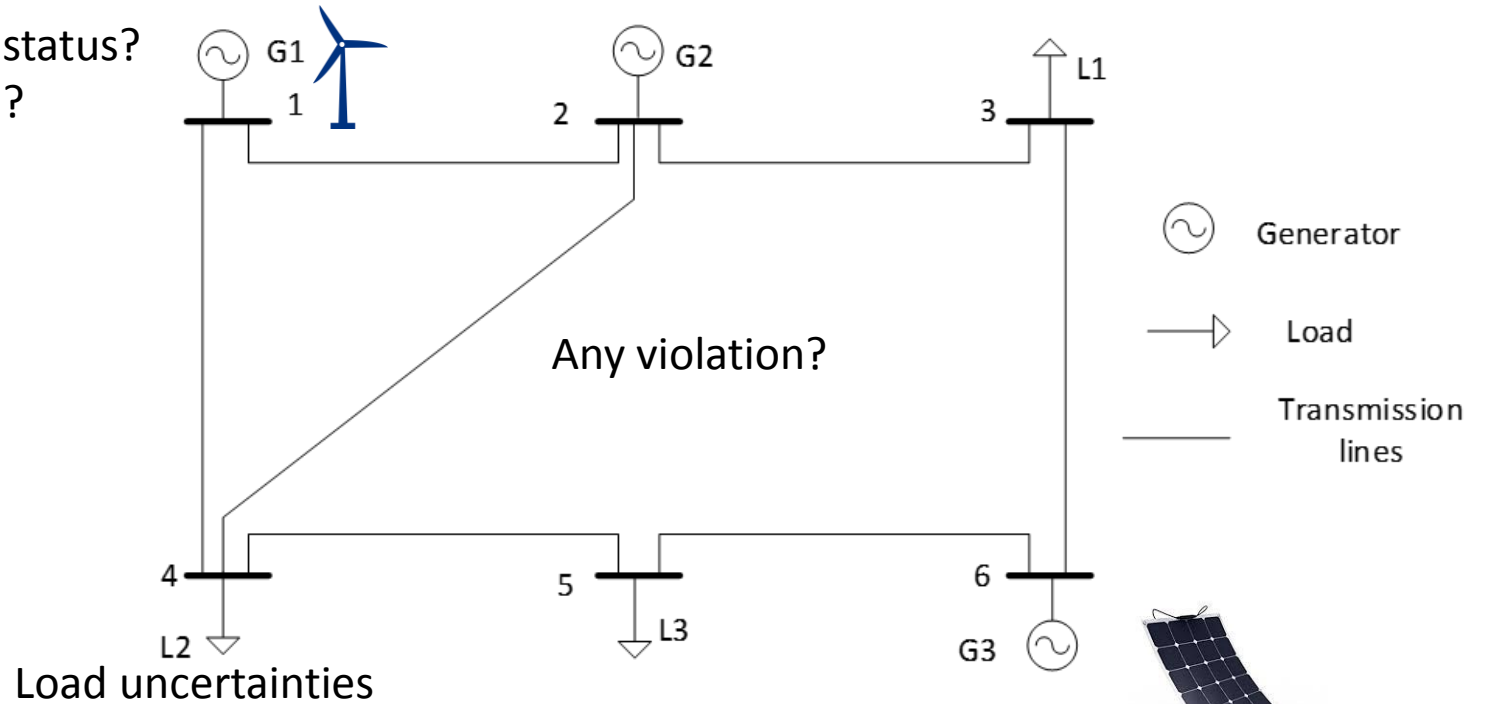 status?
?
G1
1
G2
2
L1
3
Generator
Load
Transmission
lines
Any violation?
4
L2
5
L3
6
G3
Load uncertainties